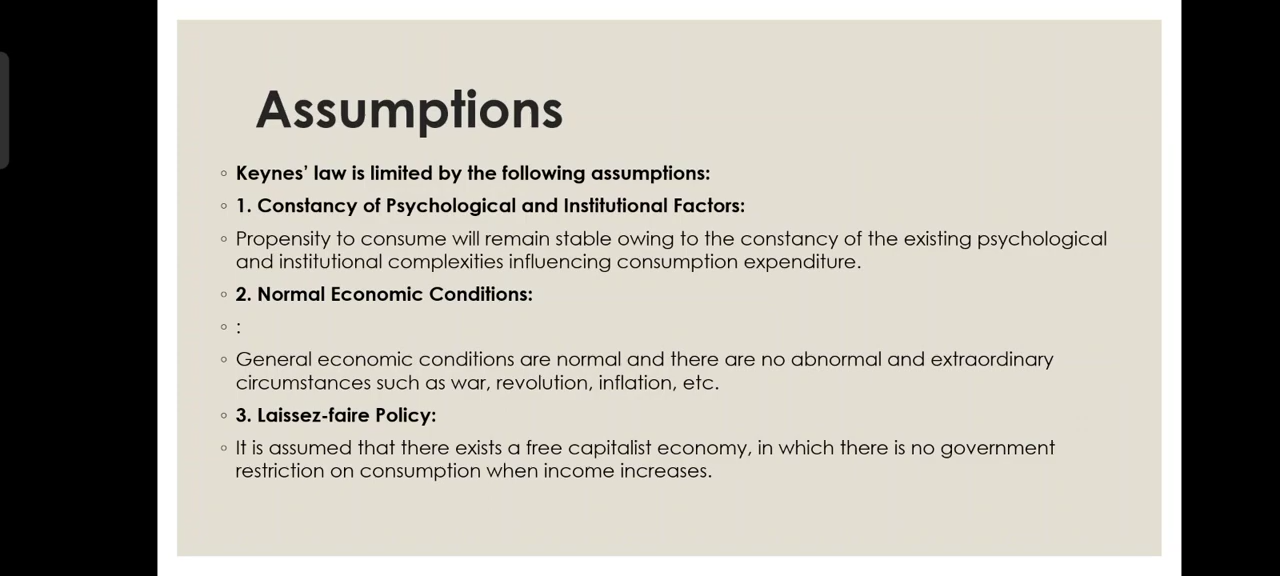 Assumptions
◦ Keynes’ law is limited by the following assumptions:
◦ 1. Constancy of Psychological and Institutional Factors:
◦ Propensity to consume will remain stable owing to the constancy of the existing psychological
and institutional complexities influencing consumption expenditure.
◦ 2. Normal Economic Conditions:
◦ :
◦ General economic conditions are normal and there are no abnormal and extraordinary
circumstances such as war, revolution, inflation, etc.
◦ 3. Laissez-faire Policy:
◦ It is assumed that there exists a free capitalist economy, in which there is no government
restriction on consumption when income increases.